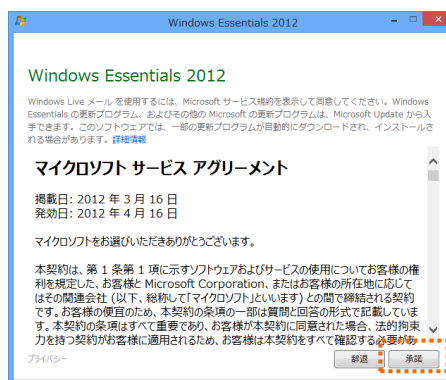 Windows Essentials 2012
Windows Essentials 2012
Windows Live メール を使用するには、Microsoft サービス規約を表示して同意してください。Windows
Essentials の更新プログラム、およびその他の Microsoft の更新プログラムは、Microsoft Update から入
手できます。このソフトウェアでは、一部の更新プログラムが自動的にダウンロードされ、インストールさ
れる場合があります。詳細情報
マイクロソフト サービス アグリーメント
掲載日: 2012 年 3 月 16 日
発効日: 2012 年 4 月 16 日
マイクロソフトをお選びいただきありがとうございます。
本契約は、第 1 条第 1 項に示すソフトウェアおよびサービスの使用についてお客様の権
利を規定した、お客様と Microsoft Corporation、またはお客様の所在地に応じて
はその関連会社 (以下、総称して「マイクロソフト」といいます) との間で締結される契約
です。お客様の便宜のため、本契約の条項の一部は質問と回答の形式で記載していま
す。本契約の条項はすべて重要であり、お客様が本契約に同意された場合、法的拘束
力を持つ契約がお客様に適用されるため、お客様は本契約をすべて確認する必要があ
プライバシー
辞退
承諾